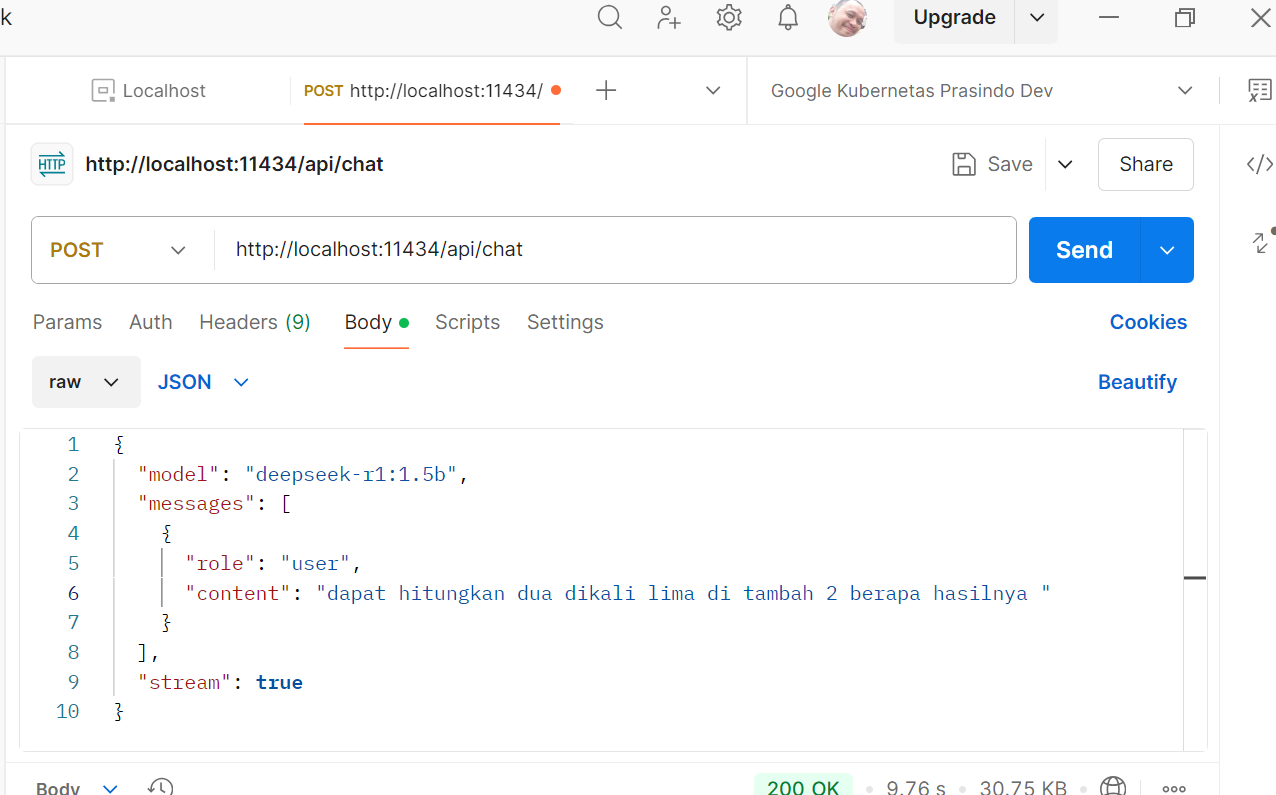 k
Upgrade
Localhost
POST http://localhost:11434/
Google Kubernetas Prasindo Dev
HTTP
http://localhost:11434/api/chat
Save
Share
</>
POST
http://localhost:11434/api/chat
Send
Params
Auth
Headers (9)
Body
Scripts
Settings
Cookies
raw
JSON
Beautify
1 {
2 "model": "deepseek-r1:1.5b",
3 "messages": [
4 {
5 "role": "user",
6 "content": "dapat hitungkan dua dikali lima di tambah 2 berapa hasilnya "
7 }
8 ],
9 "stream": true
10 }
Body
200 OK
9.76 s
30.75 KB